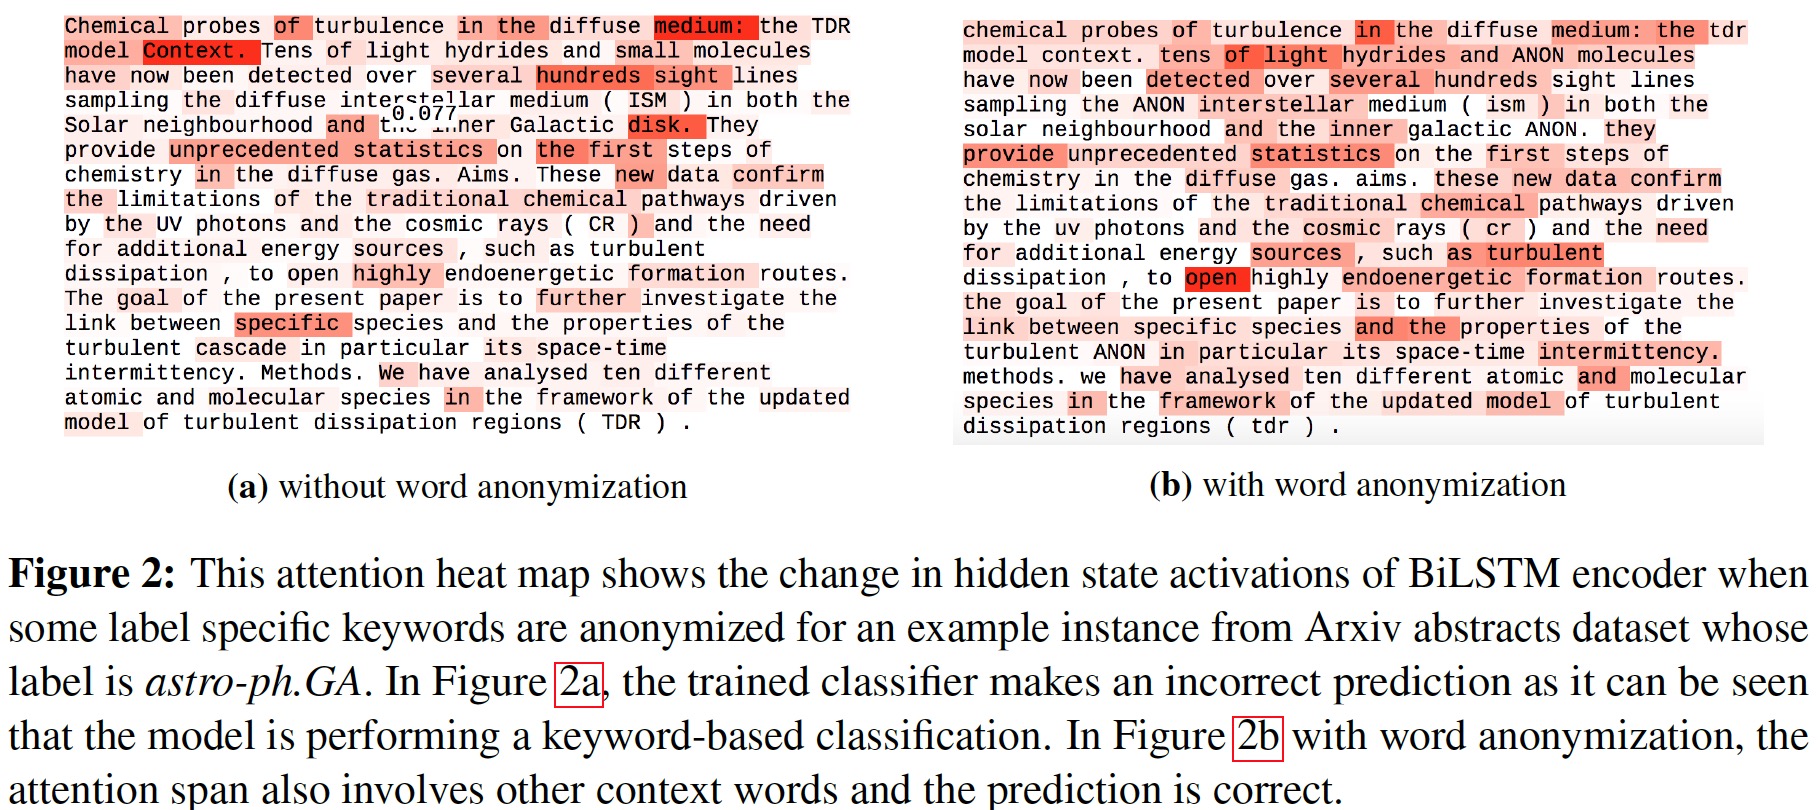 Chemical probes of turbulence in the diffuse medium: the TDR
model Context. Tens of light hydrides and small molecules
have now been detected over several hundreds sight lines
sampling the diffuse interstellar medium ( ISM ) in both the
0.077
Solar neighbourhood and the inner Galactic disk. They
provide unprecedented statistics on the first steps of
chemistry in the diffuse gas. Aims. These new data confirm
the limitations of the traditional chemical pathways driven
by the UV photons and the cosmic rays ( CR ) and the need
for additional energy sources , such as turbulent
dissipation , to open highly endoenergetic formation routes.
The goal of the present paper is to further investigate the
link between specific species and the properties of the
turbulent cascade in particular its space-time
intermittency. Methods. We have analysed ten different
atomic and molecular species in the framework of the updated
model of turbulent dissipation regions ( TDR ) .
(a) without word anonymization
chemical probes of turbulence in the diffuse medium: the tdr
model context. tens of light hydrides and ANON molecules
have now been detected over several hundreds sight lines
sampling the ANON interstellar medium ( ism ) in both the
solar neighbourhood and the inner galactic ANON. they
provide unprecedented statistics on the first steps of
chemistry in the diffuse gas. aims. these new data confirm
the limitations of the traditional chemical pathways driven
by the uv photons and the cosmic rays ( cr ) and the need
for additional energy sources , such as turbulent
dissipation , to open highly endoenergetic formation routes.
the goal of the present paper is to further investigate the
link between specific species and the properties of the
turbulent ANON in particular its space-time intermittency.
methods. we have analysed ten different atomic and molecular
species in the framework of the updated model of turbulent
dissipation regions ( tdr ) .
(b) with word anonymization
Figure 2: This attention heat map shows the change in hidden state activations of BiLSTM encoder when
some label specific keywords are anonymized for an example instance from Arxiv abstracts dataset whose
label is astro-ph.GA. In Figure 2a, the trained classifier makes an incorrect prediction as it can be seen
that the model is performing a keyword-based classification. In Figure 2b with word anonymization, the
attention span also involves other context words and the prediction is correct.